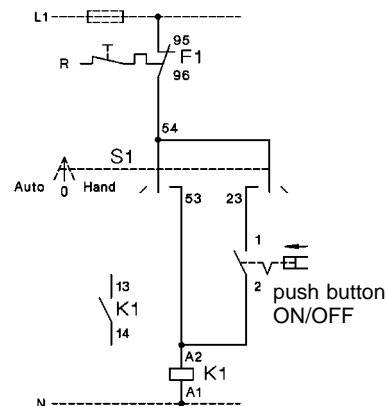 L1
95
F1
R
96
54
S1
Auto 0 Hand
53 23
1
13
K1
2
push button
ON/OFF
14
A2
K1
A1
N